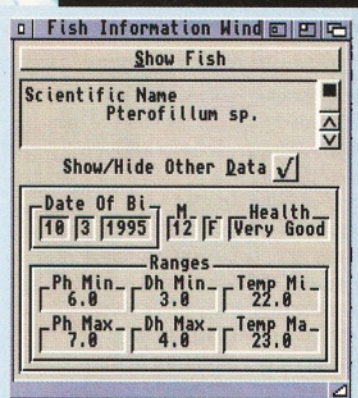 Fish Information Wind
Show Fish
Scientific Name
Pterofillum sp.
Show/Hide Other Data
Date Of Bi M. Health
10 3 1995 12 F Very Good
Ranges
Ph Min Dh Min Temp Mi
6.0 3.0 22.0
Ph Max Dh Max Temp Ma
7.0 4.0 23.0